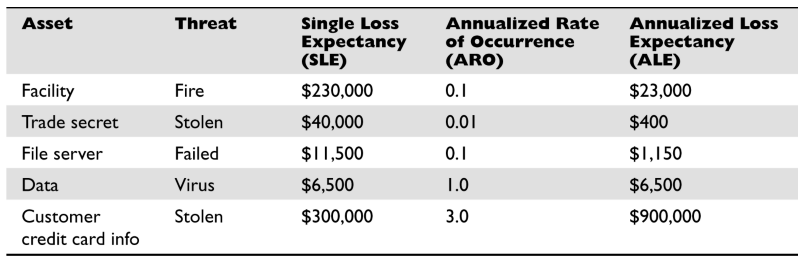 Asset Threat Single Loss Expectancy (SLE) Annualized Rate of Occurrence (ARO) Annualized Loss Expectancy (ALE)
Facility Fire $230,000 0.1 $23,000
Trade secret Stolen $40,000 0.01 $400
File server Failed $11,500 0.1 $1,150
Data Virus $6,500 1.0 $6,500
Customer credit card info Stolen $300,000 3.0 $900,000